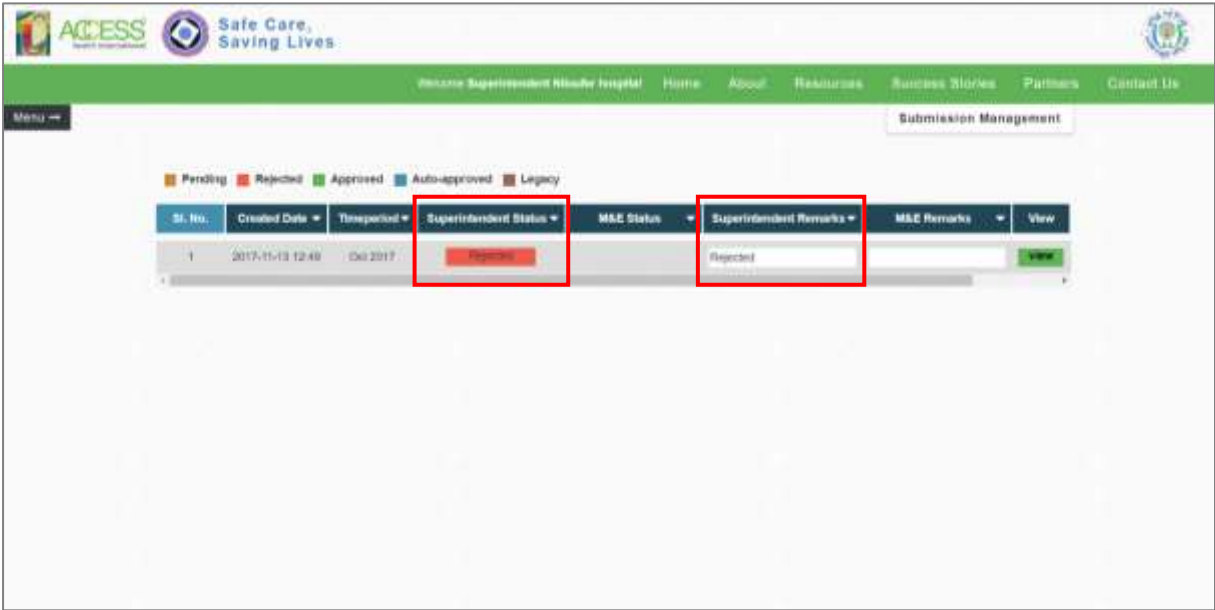 ACCESS
health international
Safe Care,
Saving Lives
Welcome Superintendent Niloufer hospital Home About Resources Success Stories Partners Contact Us
Menu
Submission Management
Pending Rejected Approved Auto-approved Legacy
Sl. No. Created Date Timeperiod Superintendent Status M&E Status Superintendent Remarks M&E Remarks View
1 2017-11-13 12:49 Oct 2017 Rejected Rejected VIEW